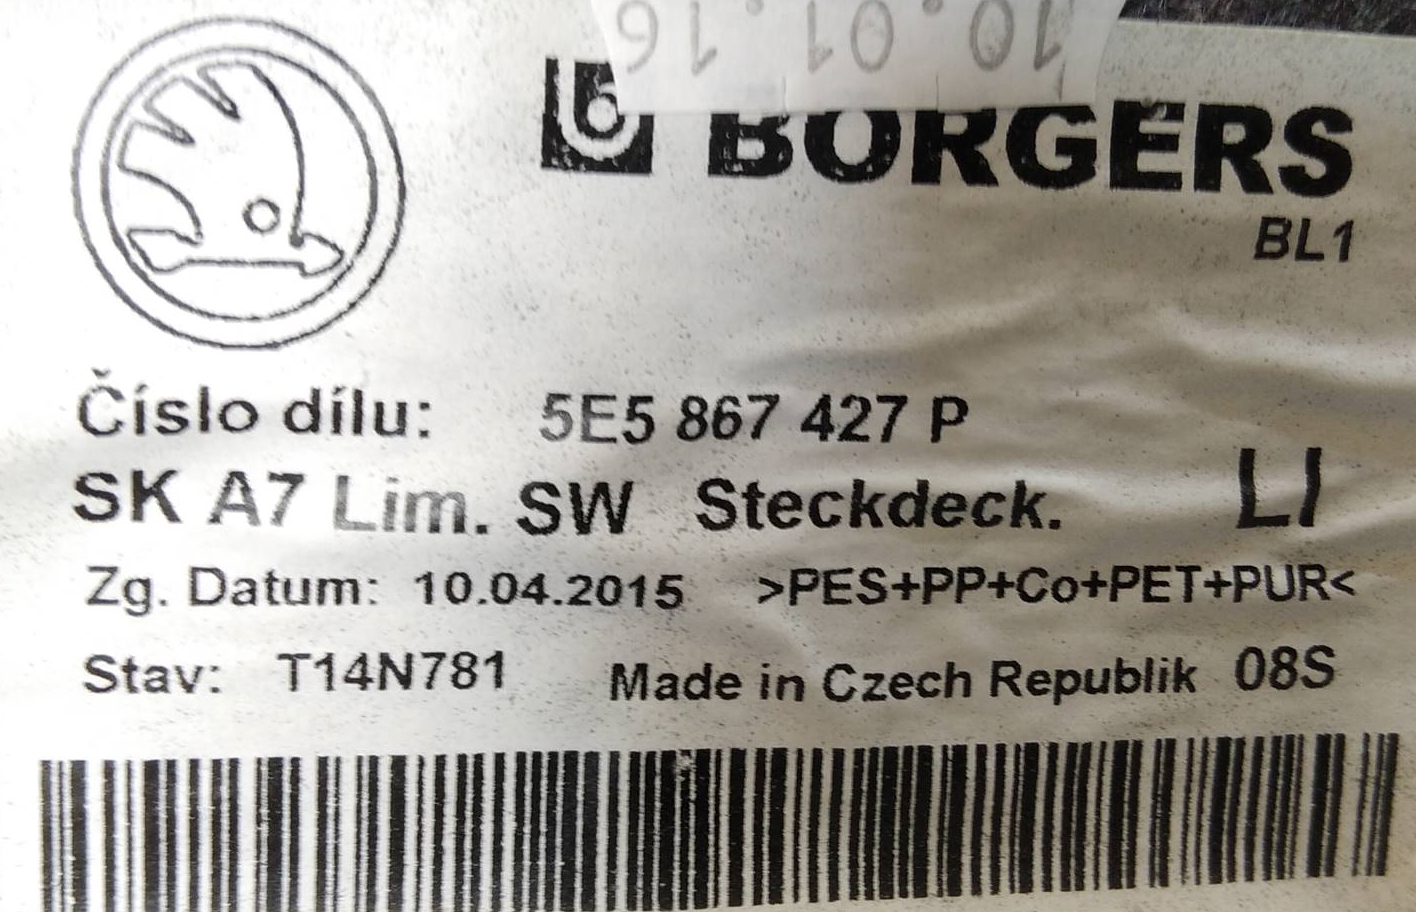 10.01.16
BORGERS
BL1
Číslo dílu: 5E5 867 427 P
SK A7 Lim. SW Steckdeck. LI
Zg. Datum: 10.04.2015 >PES+PP+Co+PET+PUR<
Stav: T14N781 Made in Czech Republik 08S